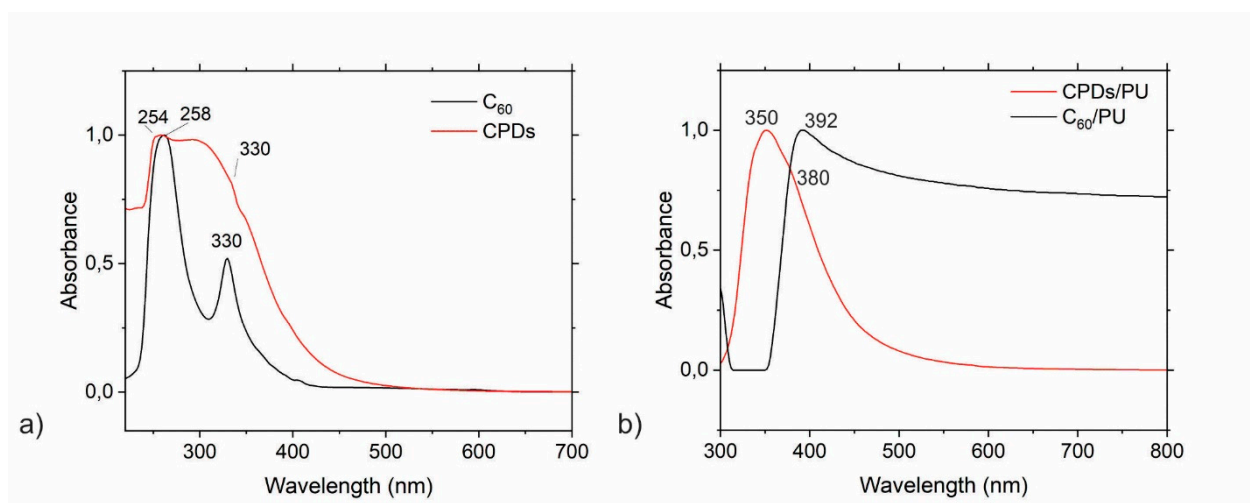 C60
CPDs
254
258
330
330
1,0
0,5
0,0
Absorbance
300
400
500
600
700
Wavelength (nm)
a)
CPDs/PU
C60/PU
350
392
380
1,0
0,5
0,0
Absorbance
300
400
500
600
700
800
Wavelength (nm)
b)